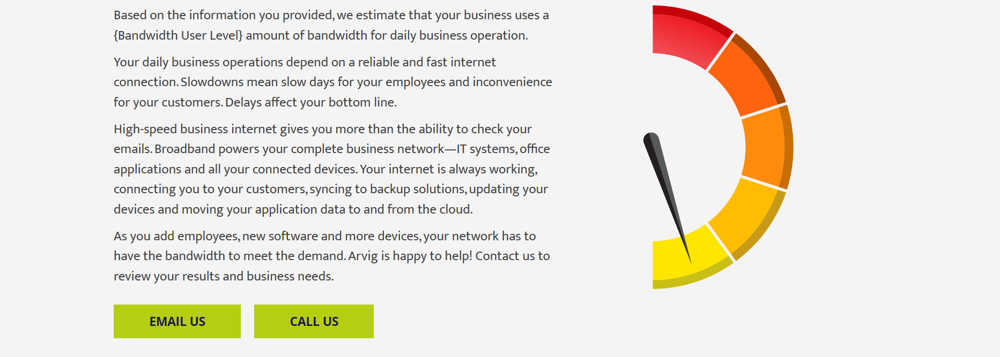 Based on the information you provided, we estimate that your business uses a
{Bandwidth User Level} amount of bandwidth for daily business operation.
Your daily business operations depend on a reliable and fast internet
connection. Slowdowns mean slow days for your employees and inconvenience
for your customers. Delays affect your bottom line.
High-speed business internet gives you more than the ability to check your
emails. Broadband powers your complete business network—IT systems, office
applications and all your connected devices. Your internet is always working,
connecting you to your customers, syncing to backup solutions, updating your
devices and moving your application data to and from the cloud.
As you add employees, new software and more devices, your network has to
have the bandwidth to meet the demand. Arvig is happy to help! Contact us to
review your results and business needs.
EMAIL US
CALL US